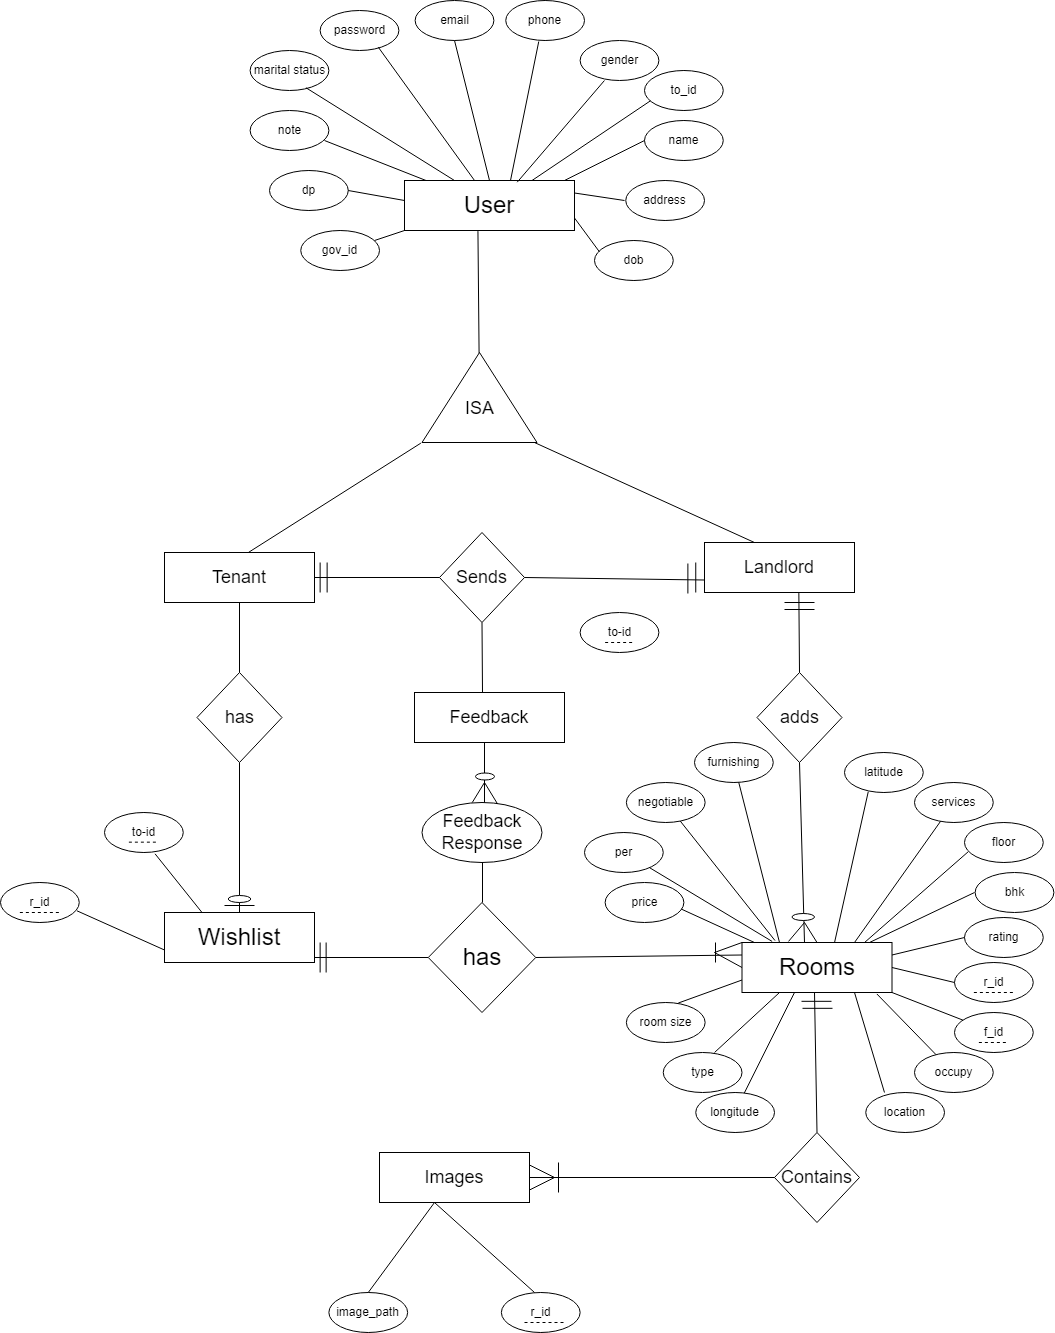 email
phone
password
gender
marital status
to_id
note
name
dp
address
User
gov_id
dob
ISA
Tenant
Sends
Landlord
to-id
has
Feedback
adds
furnishing
latitude
negotiable
services
Feedback
Response
to-id
floor
per
bhk
r_id
price
Wishlist
rating
has
Rooms
r_id
room size
f_id
type
occupy
longitude
location
Images
Contains
image_path
r_id